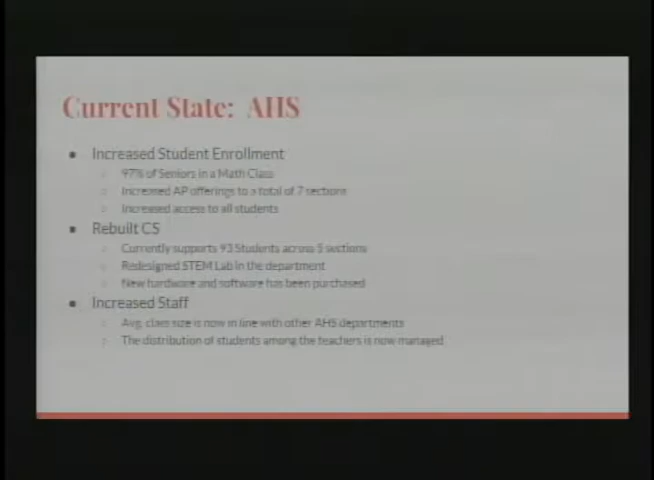 Current State: AHS
Increased Student Enrollment
97% of Seniors in a Math Class
Increased AP offerings to a total of 7 sections
Increased access to all students
Rebuilt CS
Currently supports 93 Students across 5 sections
Redesigned STEM Lab in the department
New hardware and software has been purchased
Increased Staff
Avg. class size is now in line with other AHS departments
The distribution of students among the teachers is now managed